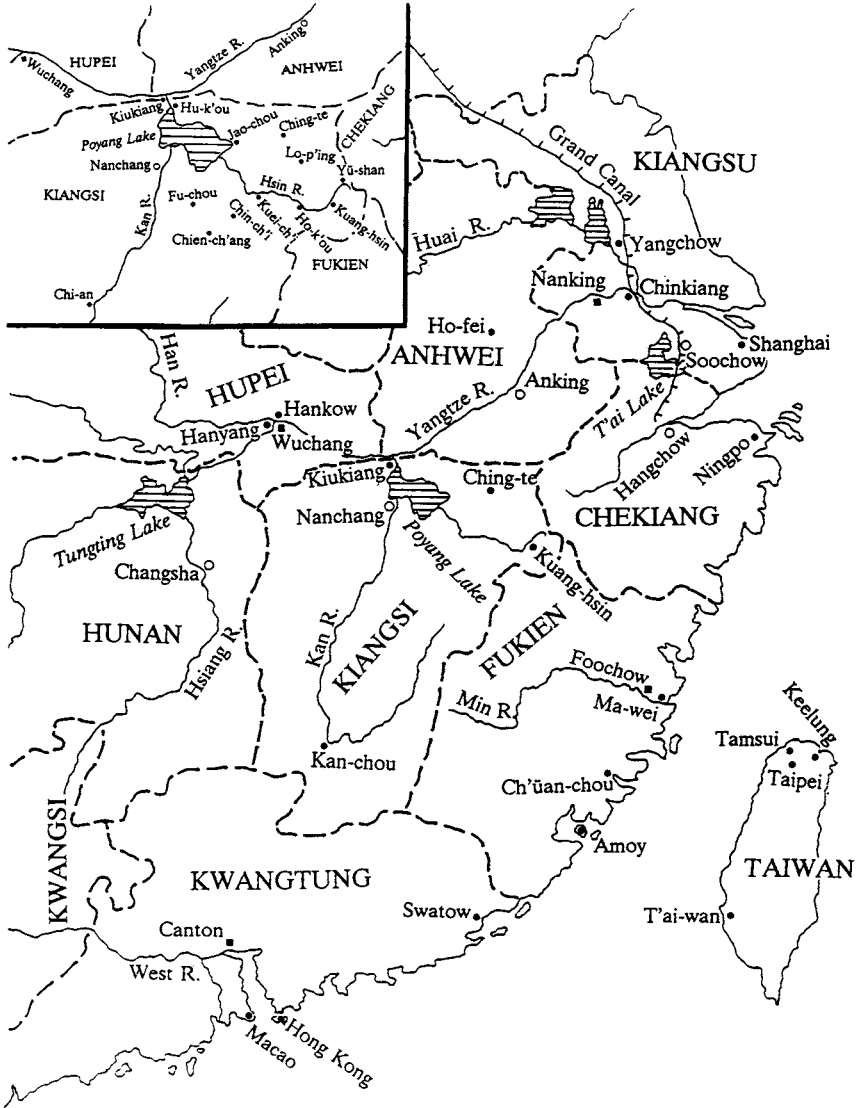 HUPEI
Wuchang
Yangtze R.
Anking
ANHWEI
CHEKIANG
Kiukiang
Hu-k'ou
Poyang Lake
Jao-chou
Ching-te
Nanchang
Lo-p'ing
Yü-shan
KIANGSI
Kan R.
Fu-chou
Hsin R.
Kuei-ch'i
Ho-k'ou
Kuang-hsin
Chin-ch'i
Chien-ch'ang
FUKIEN
Chi-an
Grand Canal
KIANGSU
Huai R.
Yangchow
Nanking
Chinkiang
Ho-fei
ANHWEI
Shanghai
Soochow
Han R.
HUPEI
Yangtze R.
Anking
T'ai Lake
Hankow
Hanyang
Wuchang
Hangchow
Ningpo
Kiukiang
Ching-te
Nanchang
CHEKIANG
Tungting Lake
Poyang Lake
Changsha
Kuang-hsin
HUNAN
Hsiang R.
Kan R.
KIANGSI
FUKIEN
Foochow
Min R.
Ma-wei
Kan-chou
Keelung
Tamsui
Taipei
Ch'üan-chou
Amoy
TAIWAN
KWANGSI
KWANGTUNG
Swatow
T'ai-wan
Canton
West R.
Macao
Hong Kong